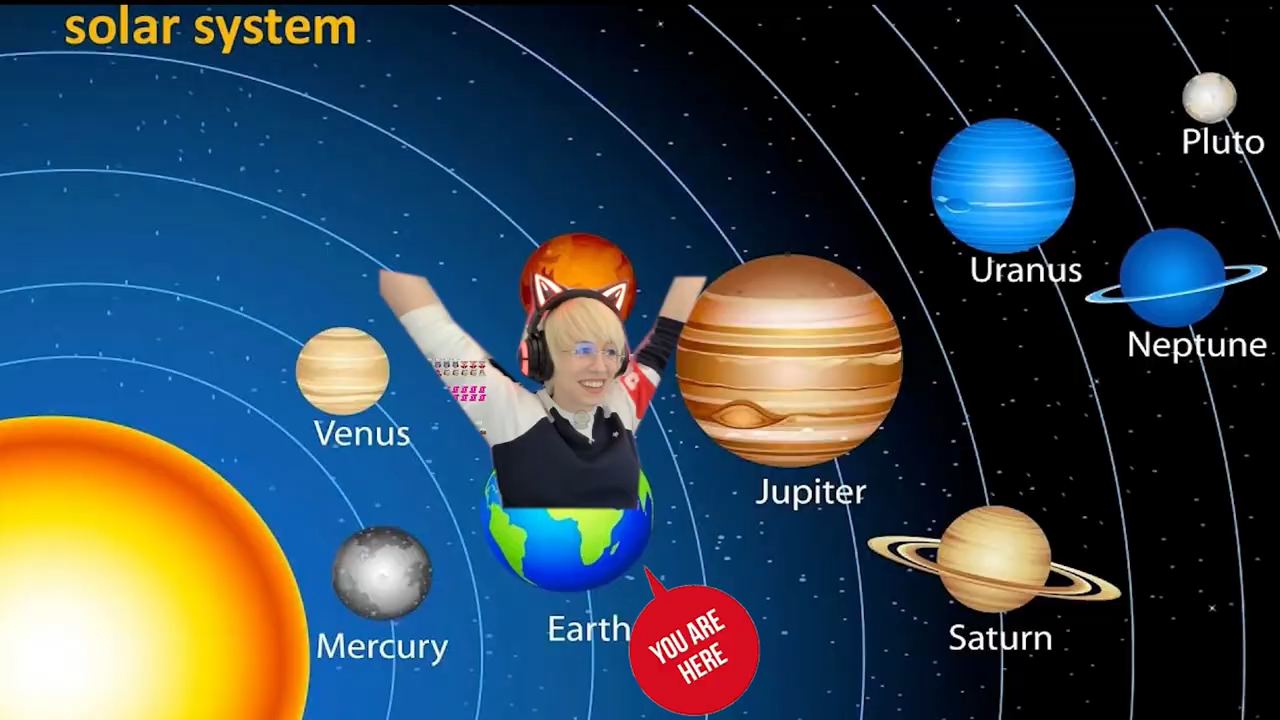 solar system
Pluto
Uranus
Neptune
Venus
Jupiter
Mercury
Earth
YOU ARE
HERE
Saturn